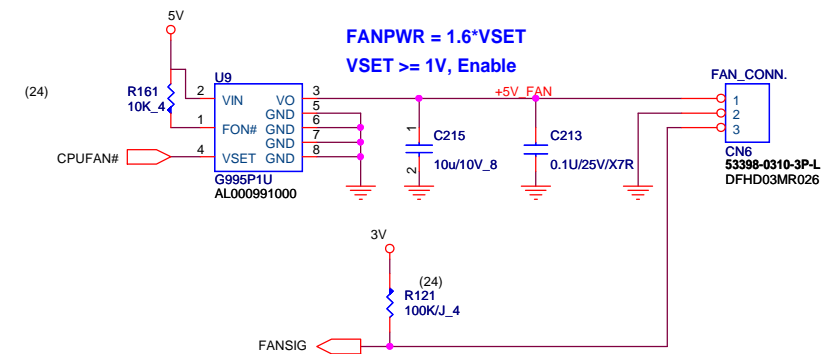 5V
FANPWR = 1.6*VSET
VSET >= 1V, Enable
(24)
R161
10K_4
U9
2 VIN VO 3
GND 5
1 FON# GND 6
GND 7
4 VSET GND 8
CPUFAN#
G995P1U
AL000991000
+5V_FAN
1
C215
10u/10V_8
2
C213
0.1U/25V/X7R
FAN_CONN.
1
2
3
CN6
53398-0310-3P-L
DFHD03MR026
3V
(24)
R121
100K/J_4
FANSIG